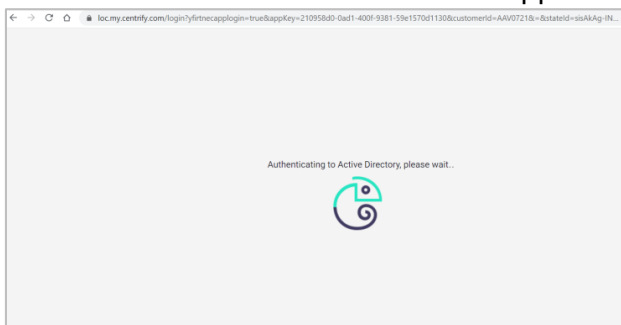 loc.my.centrify.com/login?yfirtnecapplogin=true&appKey=210958d0-0ad1-400f-9381-59e1570d1130&customerId=AAV0721&=&stateId=sisAkAg-IN...
Authenticating to Active Directory, please wait..